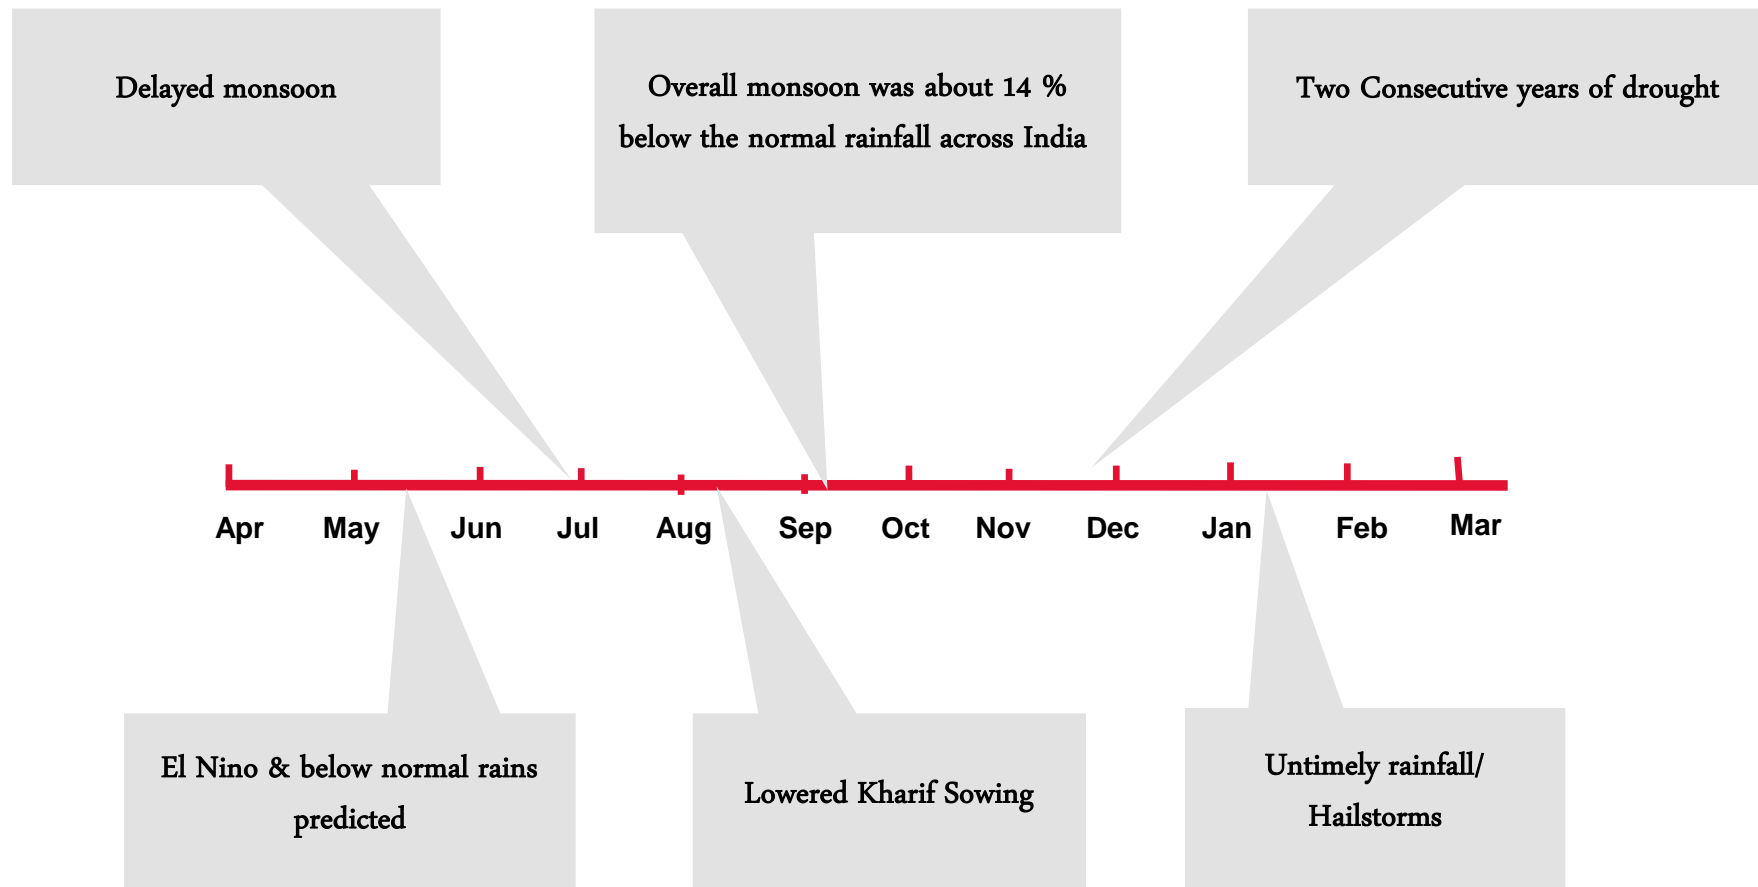 Delayed monsoon
Overall monsoon was about 14 %
below the normal rainfall across India
Two Consecutive years of drought
Apr May Jun Jul Aug Sep Oct Nov Dec Jan Feb Mar
El Nino & below normal rains
predicted
Lowered Kharif Sowing
Untimely rainfall/
Hailstorms